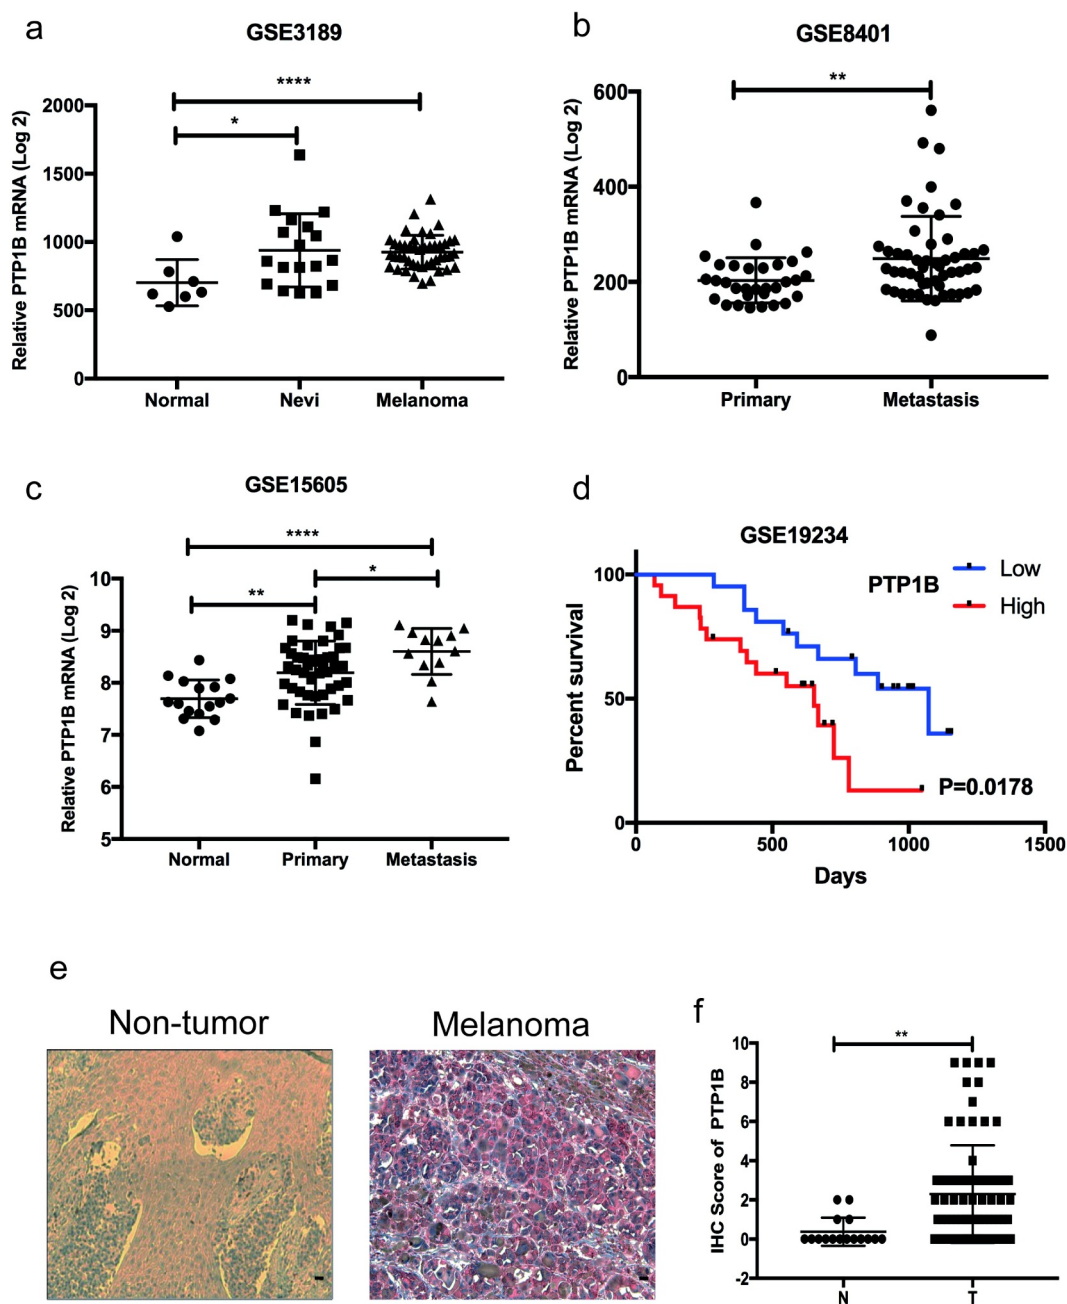 a
GSE3189
****
*
Relative PTP1B mRNA (Log 2)
2000
1500
1000
500
0
Normal Nevi Melanoma
b
GSE8401
**
Relative PTP1B mRNA (Log 2)
600
400
200
0
Primary Metastasis
c
GSE15605
****
*
**
Relative PTP1B mRNA (Log 2)
10
9
8
7
6
5
Normal Primary Metastasis
d
GSE19234
PTP1B
Low
High
Percent survival
100
50
0
P=0.0178
0 500 1000 1500
Days
e
Non-tumor Melanoma
f
**
IHC Score of PTP1B
10
8
6
4
2
0
-2
N T